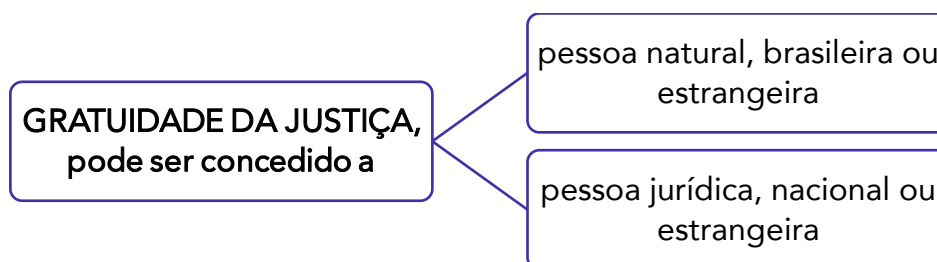 GRATUIDADE DA JUSTIÇA,
pode ser concedido a
pessoa natural, brasileira ou
estrangeira
pessoa jurídica, nacional ou
estrangeira